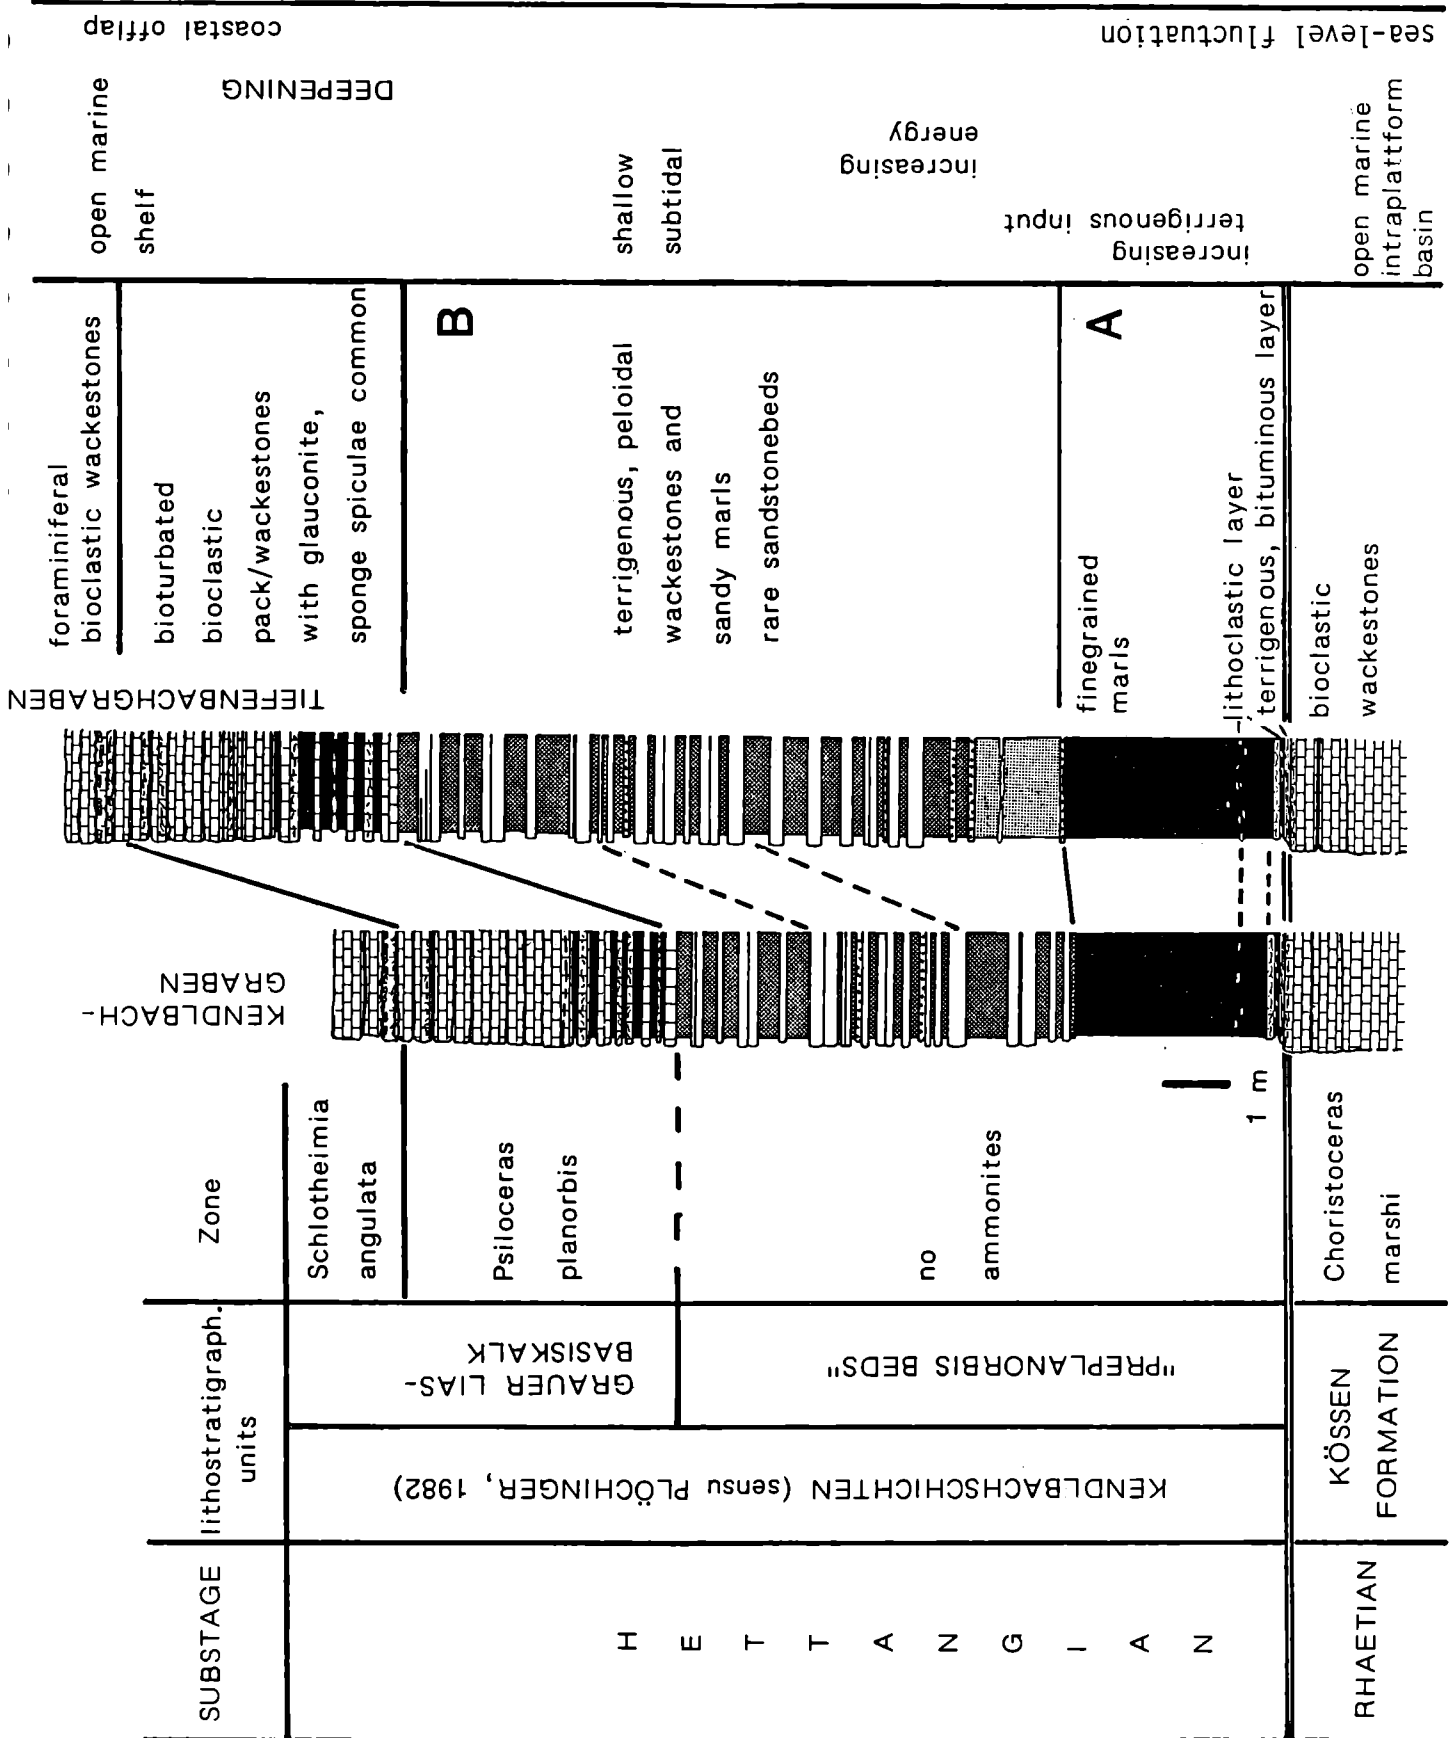 SUBSTAGE
lithostratigraph.
units
Zone
KENDLBACH-
GRABEN
TIEFENBACHGRABEN
HETTANGIAN
RHAETIAN
KENDLBACHSCHICHTEN (sensu PLÖCHINGER, 1982)
GRAUER LIAS-
BASISKALK
"PREPLANORBIS BEDS"
KÖSSEN
FORMATION
Schlotheimia
angulata
Psiloceras
planorbis
no
ammonites
Choristoceras
marshi
1 m
foraminiferal
bioclastic wackestones
bioturbated
bioclastic
pack/wackestones
with glauconite,
sponge spiculae common
B
terrigenous, peloidal
wackestones and
sandy marls
rare sandstonebeds
A
finegrained
marls
lithoclastic layer
terrigenous, bituminous layer
bioclastic
wackestones
open marine
shelf
DEEPENING
shallow
subtidal
increasing
energy
increasing
terrigenous input
open marine
intraplattform
basin
coastal offlap
sea-level fluctuation